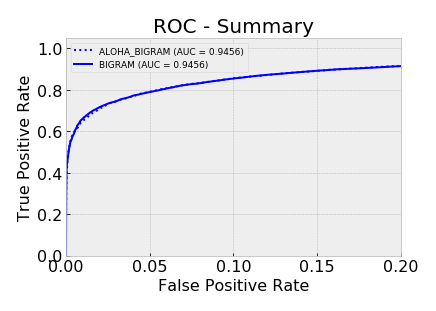 ROC - Summary
1.0
ALOHA_BIGRAM (AUC = 0.9456)
BIGRAM (AUC = 0.9456)
0.8
0.6
0.4
0.2
0.0
True Positive Rate
0.00 0.05 0.10 0.15 0.20
False Positive Rate